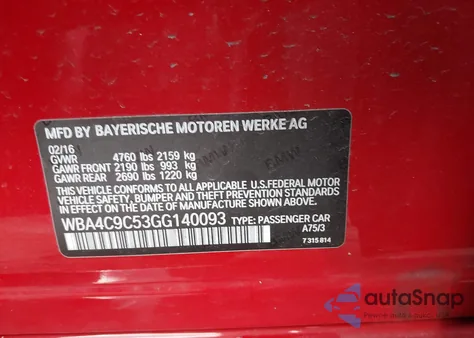 MFD BY BAYERISCHE MOTOREN WERKE AG
02/16
GVWR 4760 lbs 2159 kg
GAWR FRONT 2190 lbs 993 kg
GAWR REAR 2690 lbs 1220 kg
THIS VEHICLE CONFORMS TO ALL APPLICABLE U.S.FEDERAL MOTOR
VEHICLE SAFETY, BUMPER, AND THEFT PREVENTION STANDARDS
IN EFFECT ON THE DATE OF MANUFACTURE SHOWN ABOVE.
WBA4C9C53GG140093 TYPE: PASSENGER CAR
A75/3
7 315 814
autoSnap